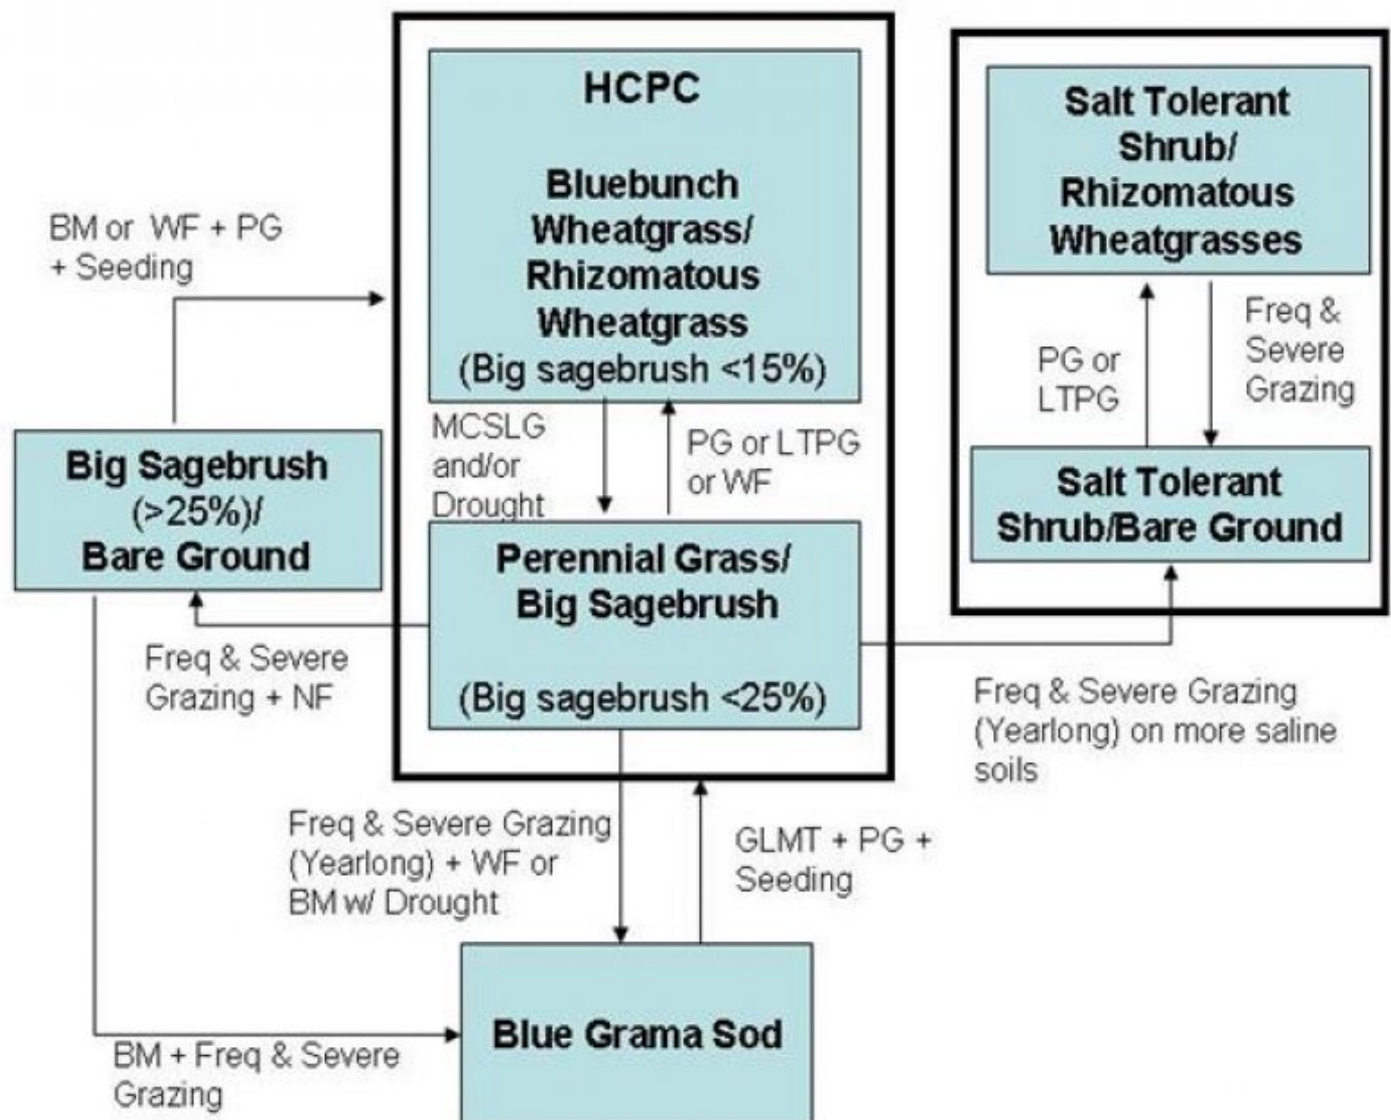 HCPC
Bluebunch
Wheatgrass/
Rhizomatous
Wheatgrass
(Big sagebrush <15%)
Salt Tolerant
Shrub/
Rhizomatous
Wheatgrasses
BM or WF + PG
+ Seeding
MCSLG
and/or
Drought
PG or LTPG
or WF
PG or
LTPG
Freq &
Severe
Grazing
Big Sagebrush
(>25%)/
Bare Ground
Perennial Grass/
Big Sagebrush
(Big sagebrush <25%)
Salt Tolerant
Shrub/Bare Ground
Freq & Severe
Grazing + NF
Freq & Severe Grazing
(Yearlong) on more saline
soils
Freq & Severe Grazing
(Yearlong) + WF or
BM w/ Drought
GLMT + PG +
Seeding
Blue Grama Sod
BM + Freq & Severe
Grazing